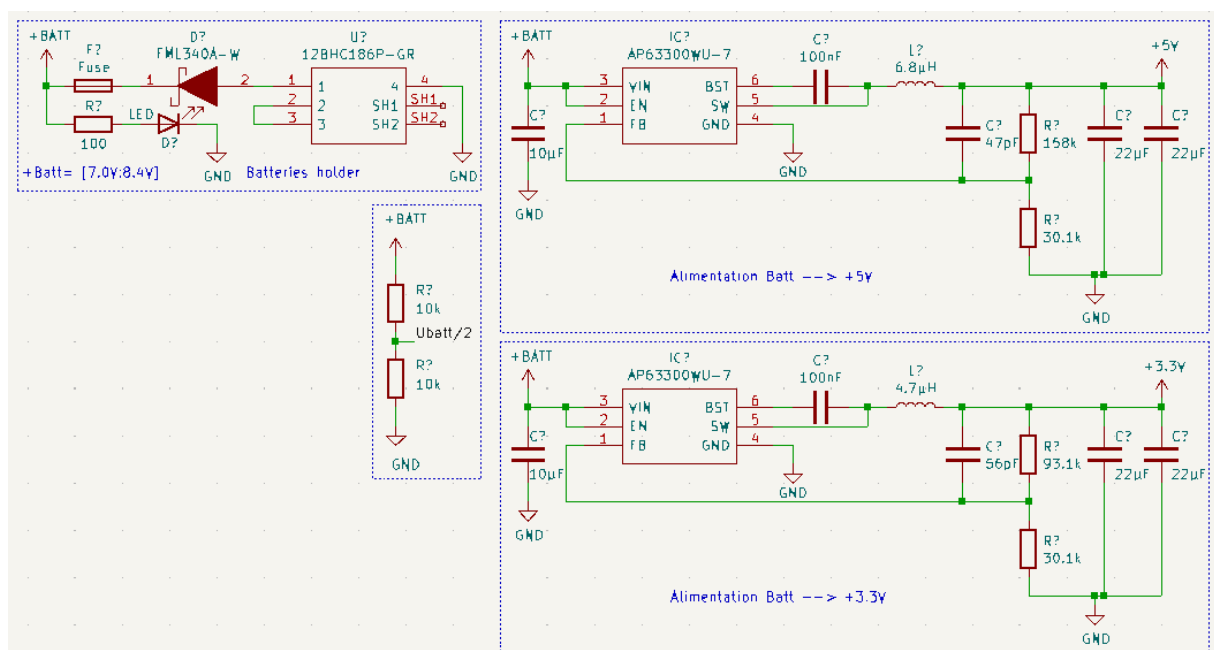 +BATT
F?
Fuse
D?
FML340A-W
U?
12BHC186P-GR
1
2
1
1
4
4
2
2
SH1
SH1
3
3
SH2
SH2
R?
100
LED
D?
GND
GND
+Batt= [7.0V:8.4V]
Batteries holder
+BATT
R?
10k
Ubatt/2
R?
10k
GND
+BATT
IC?
AP63300WU-7
C?
100nF
L?
6.8µH
+5V
3
VIN
BST
6
2
EN
SW
5
1
FB
GND
4
C?
10µF
GND
GND
C?
47pF
R?
158k
C?
22µF
C?
22µF
R?
30.1k
GND
Alimentation Batt --> +5V
+BATT
IC?
AP63300WU-7
C?
100nF
L?
4.7µH
+3.3V
3
VIN
BST
6
2
EN
SW
5
1
FB
GND
4
C?
10µF
GND
GND
C?
56pF
R?
93.1k
C?
22µF
C?
22µF
R?
30.1k
GND
Alimentation Batt --> +3.3V